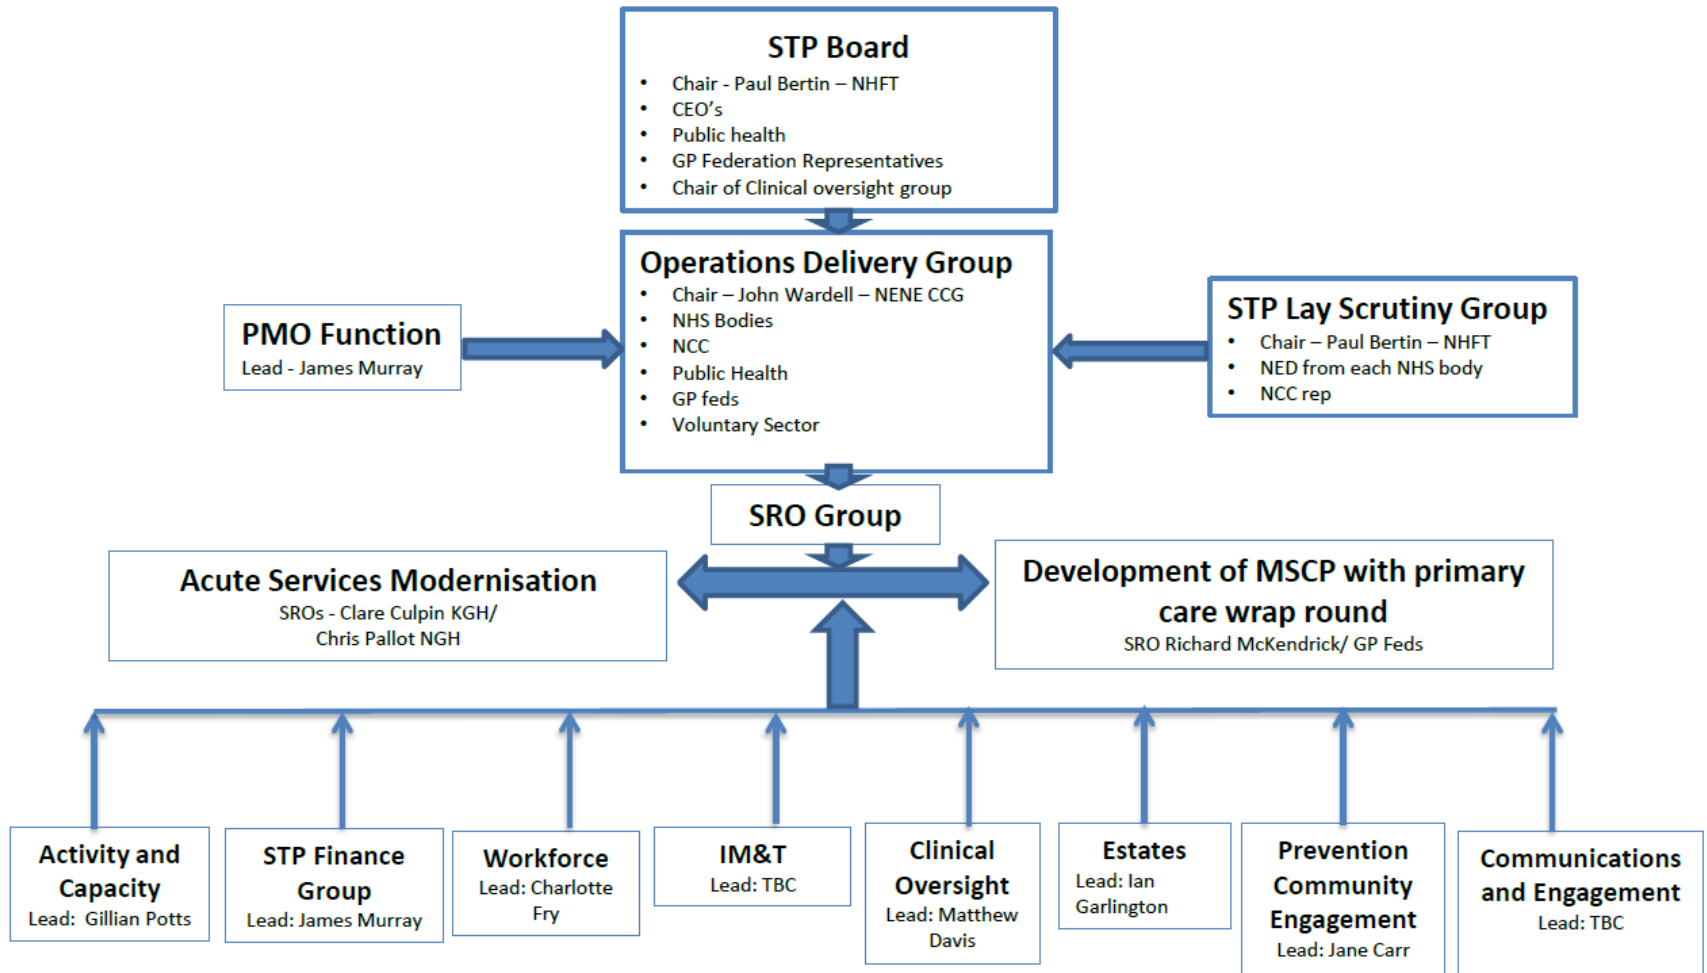 STP Board
• Chair - Paul Bertin – NHFT
• CEO's
• Public health
• GP Federation Representatives
• Chair of Clinical oversight group
Operations Delivery Group
• Chair – John Wardell – NENE CCG
• NHS Bodies
• NCC
• Public Health
• GP feds
• Voluntary Sector
PMO Function
Lead - James Murray
STP Lay Scrutiny Group
• Chair – Paul Bertin – NHFT
• NED from each NHS body
• NCC rep
SRO Group
Acute Services Modernisation
SROs - Clare Culpin KGH/
Chris Pallot NGH
Development of MSCP with primary
care wrap round
SRO Richard McKendrick/ GP Feds
Activity and
Capacity
Lead: Gillian Potts
STP Finance
Group
Lead: James Murray
Workforce
Lead: Charlotte
Fry
IM&T
Lead: TBC
Clinical
Oversight
Lead: Matthew
Davis
Estates
Lead: Ian
Garlington
Prevention
Community
Engagement
Lead: Jane Carr
Communications
and Engagement
Lead: TBC